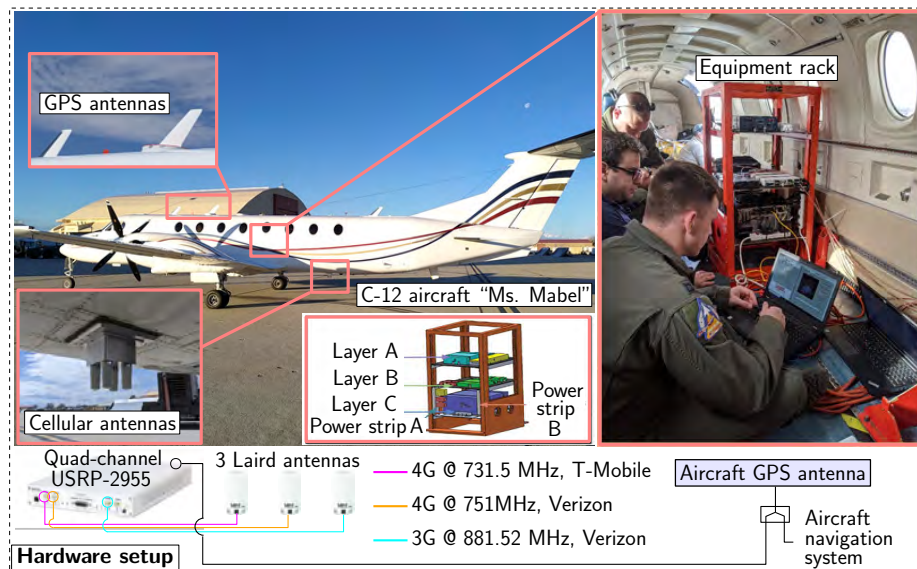 GPS antennas
Equipment rack
C-12 aircraft “Ms. Mabel”
Cellular antennas
Layer A
Layer B
Layer C
Power strip A
Power
strip
B
Quad-channel
USRP-2955
3 Laird antennas
4G @ 731.5 MHz, T-Mobile
4G @ 751MHz, Verizon
3G @ 881.52 MHz, Verizon
Aircraft GPS antenna
Aircraft
navigation
system
Hardware setup